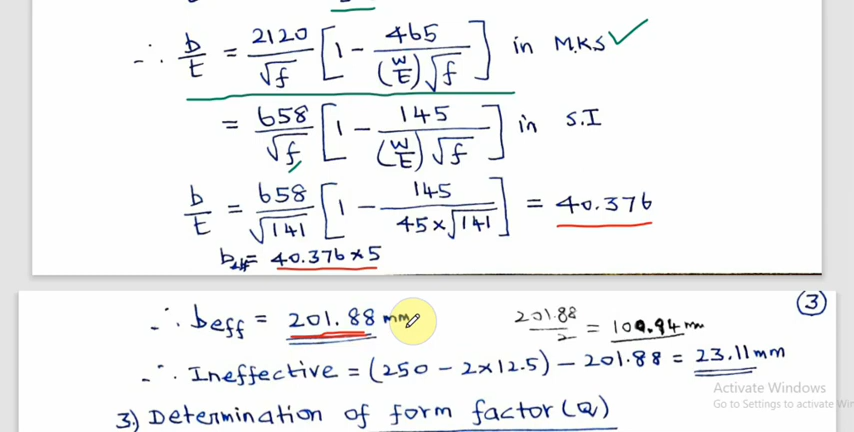 ∴ b/t = 2120/√f [1 - 465/((w/t)√f)] in M.K.S ✓
= 658/√f [1 - 145/((w/t)√f)] in S.I
b/t = 658/√141 [1 - 145/(45×√141)] = 40.376
beff = 40.376 × 5
3
∴ beff = 201.88 mm 201.88/2 = 100.94 mm
∴ Ineffective = (250 - 2×12.5) - 201.88 = 23.11mm
Activate Windows
Go to Settings to activate Win
3.) Determination of form factor (Q)